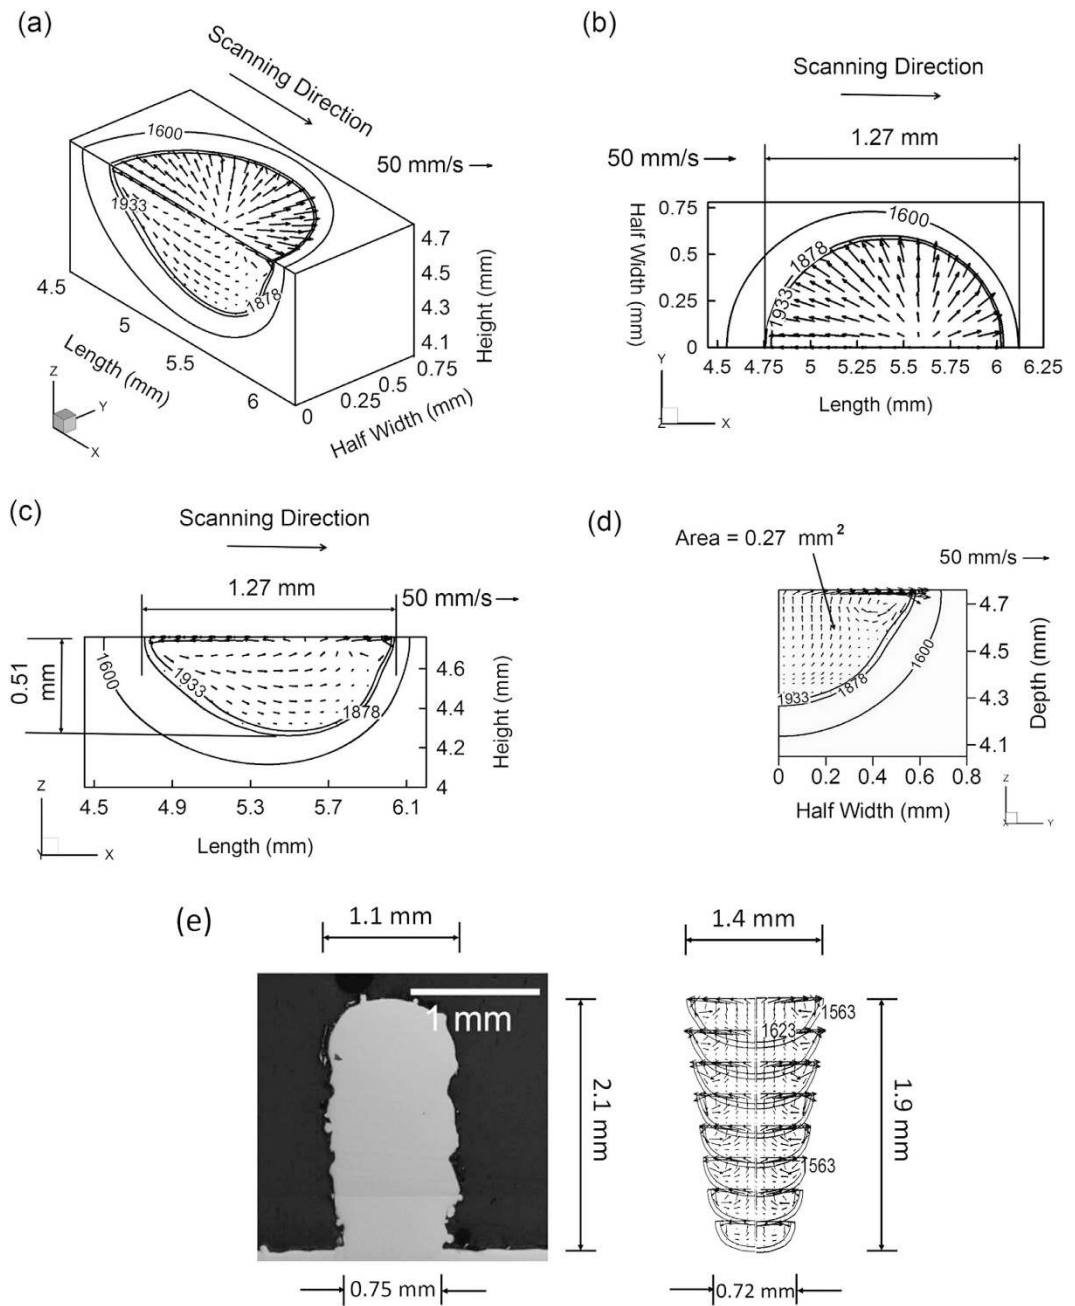 (a)
Scanning Direction
50 mm/s
1600
1933
1878
4.7
4.5
4.3
4.1
Height (mm)
4.5
5
5.5
6
Length (mm)
0
0.25
0.5
0.75
Half Width (mm)
Z
Y
X
(b)
Scanning Direction
50 mm/s
1.27 mm
1600
1878
1933
0.75
0.5
0.25
0
Half Width (mm)
4.5 4.75 5 5.25 5.5 5.75 6 6.25
Length (mm)
Y
Z
X
(c)
Scanning Direction
1.27 mm
50 mm/s
0.51
mm
1600
1933
1878
4.6
4.4
4.2
4
Height (mm)
4.5 4.9 5.3 5.7 6.1
Length (mm)
Z
Y
X
(d)
Area = 0.27 mm²
50 mm/s
1933
1878
1600
4.7
4.5
4.3
4.1
Depth (mm)
0 0.2 0.4 0.6 0.8
Half Width (mm)
Z
X
Y
(e)
1.1 mm
1 mm
2.1 mm
0.75 mm
1.4 mm
1563
1623
1563
1.9 mm
0.72 mm